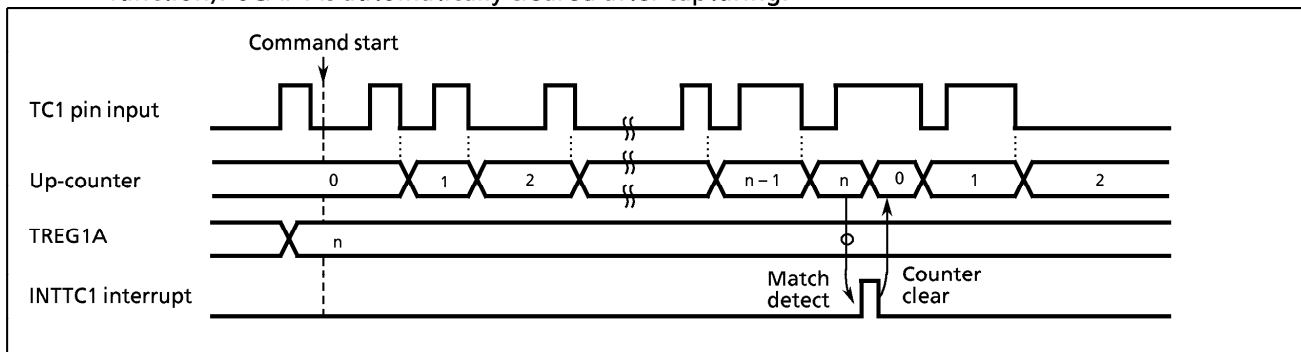 function, ... is automatically cleared after capturing.
Command start
TC1 pin input
Up-counter
0
1
2
n – 1
n
0
1
2
TREG1A
n
INTTC1 interrupt
Match
detect
Counter
clear